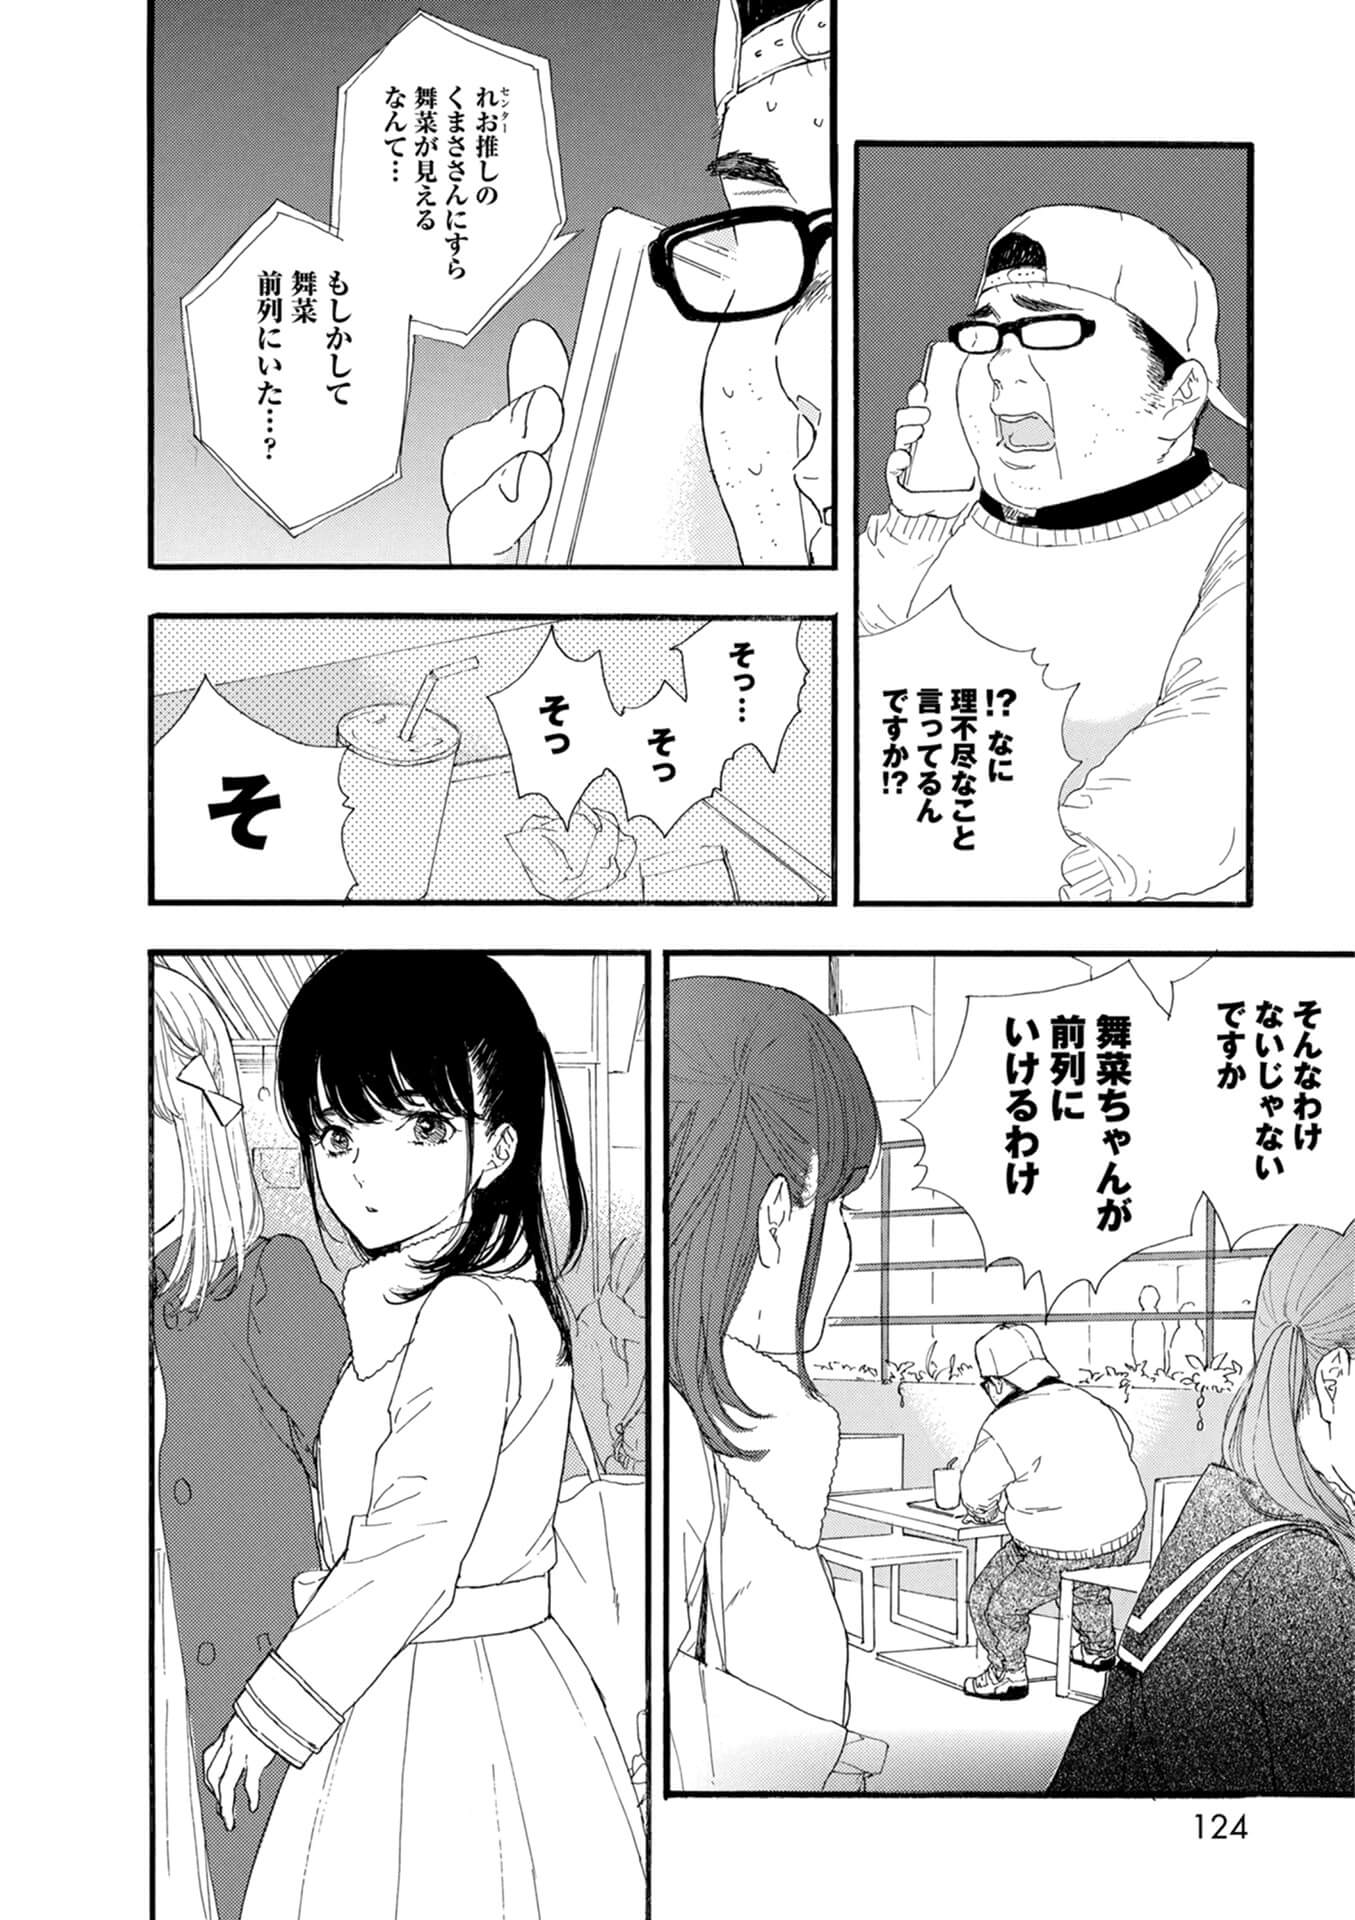 !?なに
理不尽なこと
言ってるん
ですか!?
センター
れお推しの
くまささんにすら
舞菜が見える
なんて…
もしかして
舞菜
前列にいた…?
そっ…
そっ
そっ
そ
そんなわけ
ないじゃない
ですか
舞菜ちゃんが
前列に
いけるわけ
124